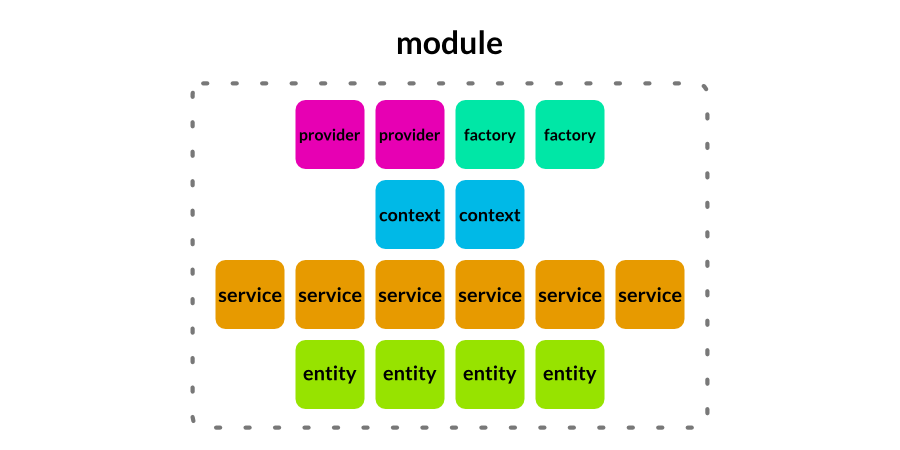 module
provider provider factory factory
context context
service service service service service service
entity entity entity entity